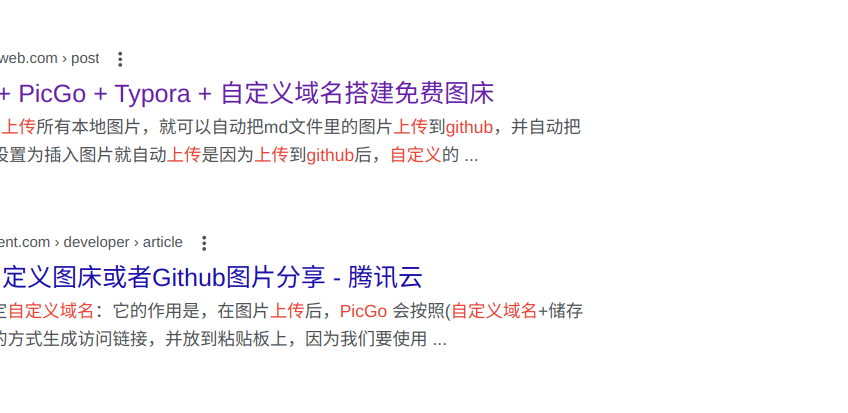 web.com › post
+ PicGo + Typora + 自定义域名搭建免费图床
上传所有本地图片，就可以自动把md文件里的图片上传到github，并自动把
设置为插入图片就自动上传是因为上传到github后，自定义的 ...
ent.com › developer › article
定义图床或者Github图片分享 - 腾讯云
定自定义域名：它的作用是，在图片上传后，PicGo 会按照(自定义域名+储存
的方式生成访问链接，并放到粘贴板上，因为我们要使用 ...